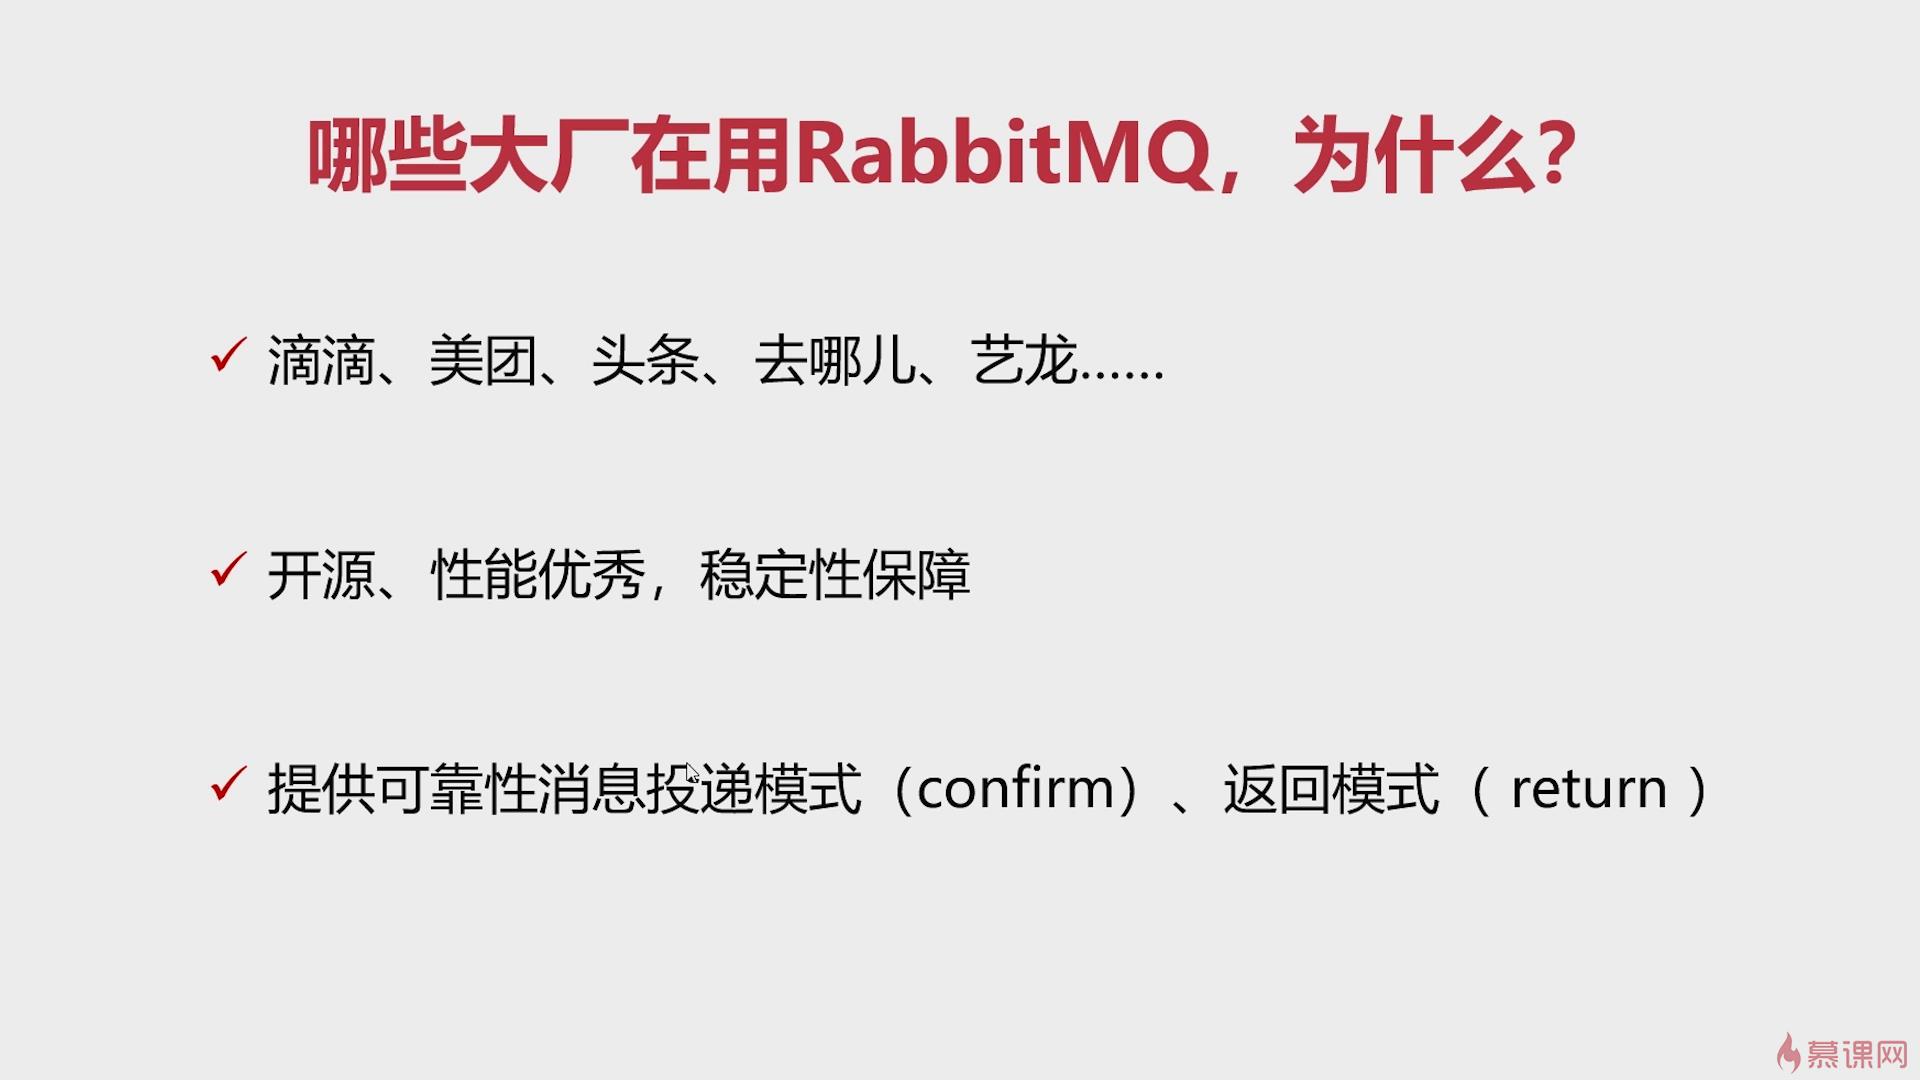 哪些大厂在用RabbitMQ，为什么？
滴滴、美团、头条、去哪儿、艺龙……
开源、性能优秀，稳定性保障
提供可靠性消息投递模式（confirm）、返回模式（ return ）
慕课网